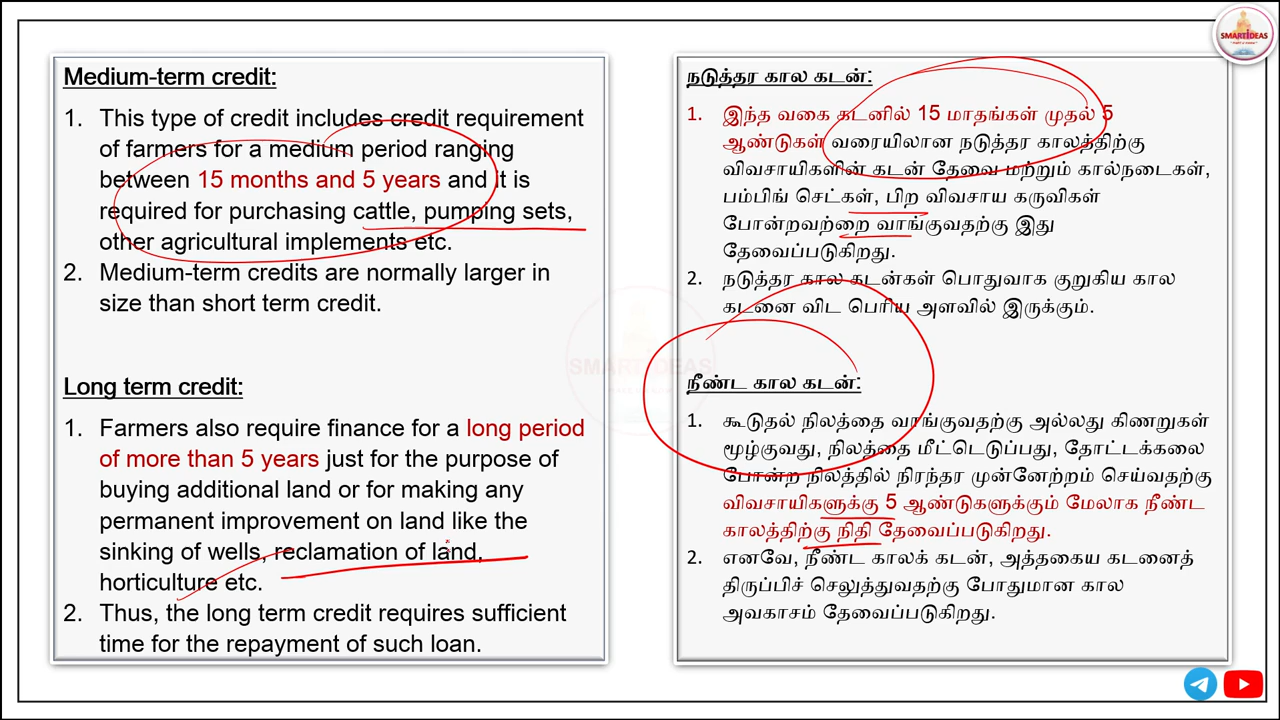 SMARTIDEAS
Medium-term credit:
1. This type of credit includes credit requirement
of farmers for a medium period ranging
between 15 months and 5 years and it is
required for purchasing cattle, pumping sets,
other agricultural implements etc.
2. Medium-term credits are normally larger in
size than short term credit.
Long term credit:
1. Farmers also require finance for a long period
of more than 5 years just for the purpose of
buying additional land or for making any
permanent improvement on land like the
sinking of wells, reclamation of land,
horticulture etc.
2. Thus, the long term credit requires sufficient
time for the repayment of such loan.
நடுத்தர கால கடன்:
1. இந்த வகை கடனில் 15 மாதங்கள் முதல் 5
ஆண்டுகள் வரையிலான நடுத்தர காலத்திற்கு
விவசாயிகளின் கடன் தேவை மற்றும் கால்நடைகள்,
பம்பிங் செட்கள், பிற விவசாய கருவிகள்
போன்றவற்றை வாங்குவதற்கு இது
தேவைப்படுகிறது.
2. நடுத்தர கால கடன்கள் பொதுவாக குறுகிய கால
கடனை விட பெரிய அளவில் இருக்கும்.
நீண்ட கால கடன்:
1. கூடுதல் நிலத்தை வாங்குவதற்கு அல்லது கிணறுகள்
மூழ்குவது, நிலத்தை மீட்டெடுப்பது, தோட்டக்கலை
போன்ற நிலத்தில் நிரந்தர முன்னேற்றம் செய்வதற்கு
விவசாயிகளுக்கு 5 ஆண்டுகளுக்கும் மேலாக நீண்ட
காலத்திற்கு நிதி தேவைப்படுகிறது.
2. எனவே, நீண்ட காலக் கடன், அத்தகைய கடனைத்
திருப்பிச் செலுத்துவதற்கு போதுமான கால
அவகாசம் தேவைப்படுகிறது.
SMARTIDEAS